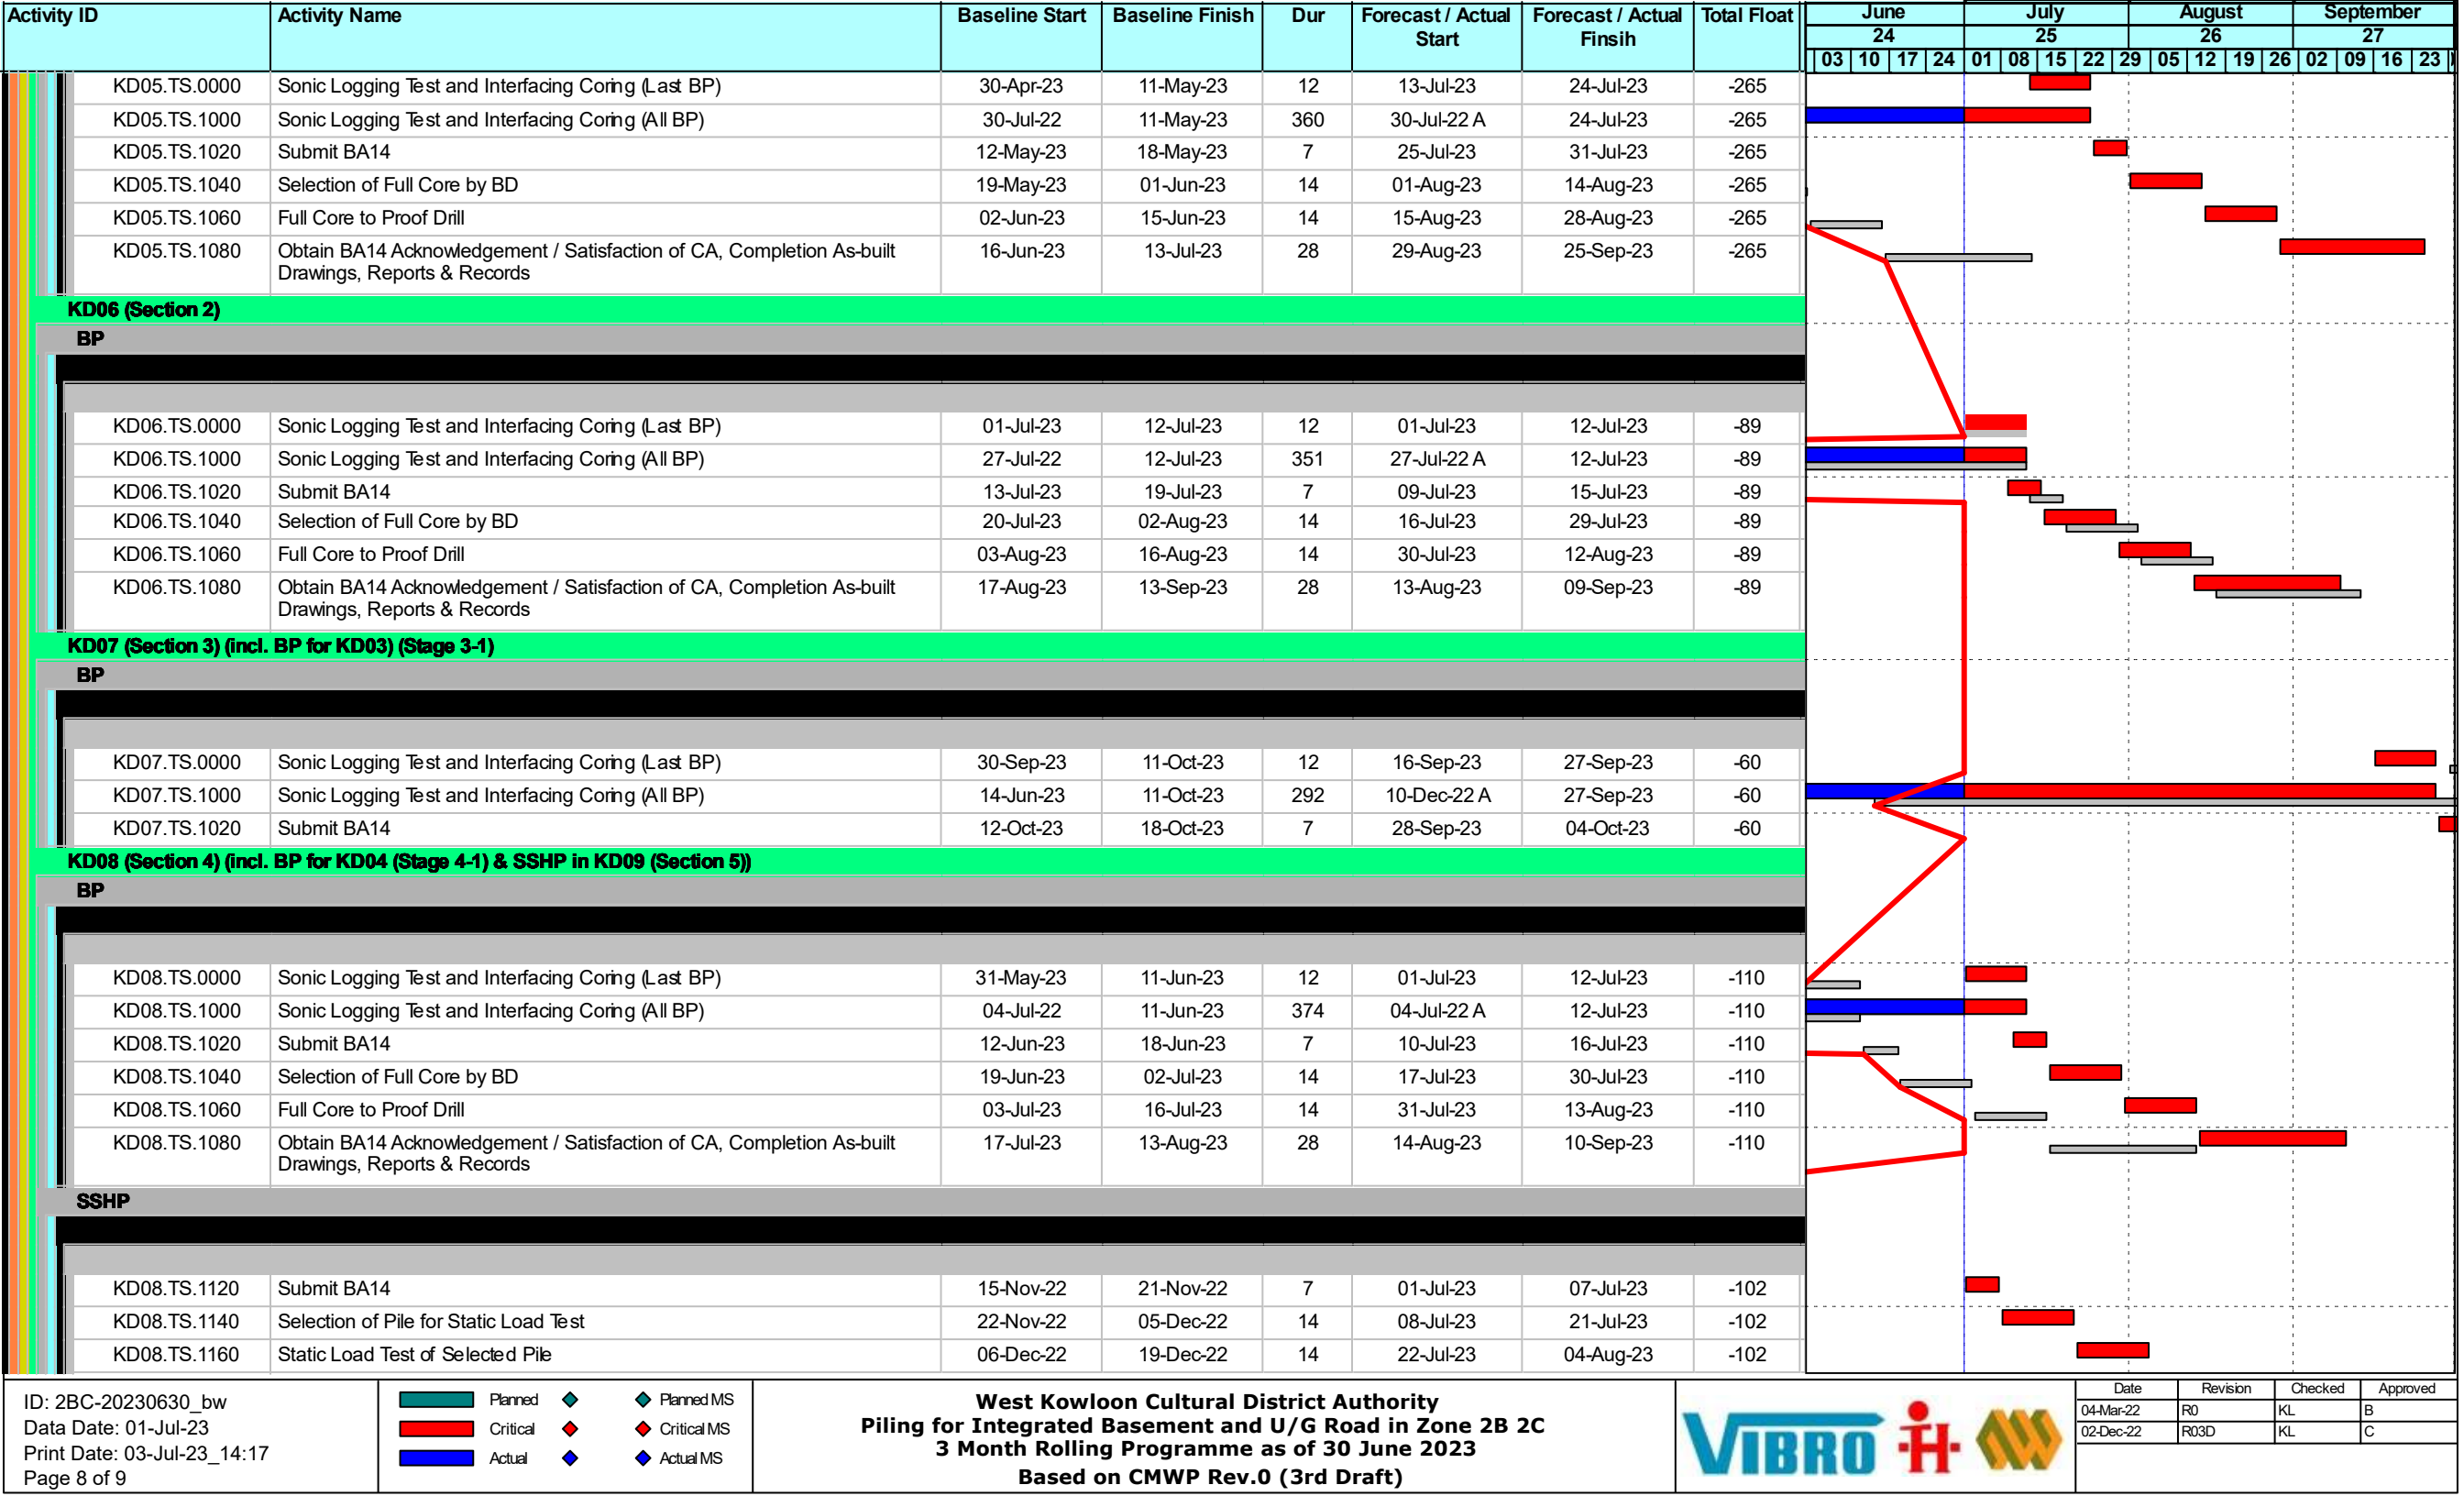 Activity ID Activity Name Baseline Start Baseline Finish Dur Forecast / Actual Start Forecast / Actual Finsih Total Float June July August September
24 25 26 27
03 10 17 24 01 08 15 22 29 05 12 19 26 02 09 16 23
KD05.TS.0000 Sonic Logging Test and Interfacing Coring (Last BP) 30-Apr-23 11-May-23 12 13-Jul-23 24-Jul-23 -265
KD05.TS.1000 Sonic Logging Test and Interfacing Coring (All BP) 30-Jul-22 11-May-23 360 30-Jul-22 A 24-Jul-23 -265
KD05.TS.1020 Submit BA14 12-May-23 18-May-23 7 25-Jul-23 31-Jul-23 -265
KD05.TS.1040 Selection of Full Core by BD 19-May-23 01-Jun-23 14 01-Aug-23 14-Aug-23 -265
KD05.TS.1060 Full Core to Proof Drill 02-Jun-23 15-Jun-23 14 15-Aug-23 28-Aug-23 -265
KD05.TS.1080 Obtain BA14 Acknowledgement / Satisfaction of CA, Completion As-built 16-Jun-23 13-Jul-23 28 29-Aug-23 25-Sep-23 -265
Drawings, Reports & Records
KD06 (Section 2)
BP
KD06.TS.0000 Sonic Logging Test and Interfacing Coring (Last BP) 01-Jul-23 12-Jul-23 12 01-Jul-23 12-Jul-23 -89
KD06.TS.1000 Sonic Logging Test and Interfacing Coring (All BP) 27-Jul-22 12-Jul-23 351 27-Jul-22 A 12-Jul-23 -89
KD06.TS.1020 Submit BA14 13-Jul-23 19-Jul-23 7 09-Jul-23 15-Jul-23 -89
KD06.TS.1040 Selection of Full Core by BD 20-Jul-23 02-Aug-23 14 16-Jul-23 29-Jul-23 -89
KD06.TS.1060 Full Core to Proof Drill 03-Aug-23 16-Aug-23 14 30-Jul-23 12-Aug-23 -89
KD06.TS.1080 Obtain BA14 Acknowledgement / Satisfaction of CA, Completion As-built 17-Aug-23 13-Sep-23 28 13-Aug-23 09-Sep-23 -89
Drawings, Reports & Records
KD07 (Section 3) (incl. BP for KD03) (Stage 3-1)
BP
KD07.TS.0000 Sonic Logging Test and Interfacing Coring (Last BP) 30-Sep-23 11-Oct-23 12 16-Sep-23 27-Sep-23 -60
KD07.TS.1000 Sonic Logging Test and Interfacing Coring (All BP) 14-Jun-23 11-Oct-23 292 10-Dec-22 A 27-Sep-23 -60
KD07.TS.1020 Submit BA14 12-Oct-23 18-Oct-23 7 28-Sep-23 04-Oct-23 -60
KD08 (Section 4) (incl. BP for KD04 (Stage 4-1) & SSHP in KD09 (Section 5))
BP
KD08.TS.0000 Sonic Logging Test and Interfacing Coring (Last BP) 31-May-23 11-Jun-23 12 01-Jul-23 12-Jul-23 -110
KD08.TS.1000 Sonic Logging Test and Interfacing Coring (All BP) 04-Jul-22 11-Jun-23 374 04-Jul-22 A 12-Jul-23 -110
KD08.TS.1020 Submit BA14 12-Jun-23 18-Jun-23 7 10-Jul-23 16-Jul-23 -110
KD08.TS.1040 Selection of Full Core by BD 19-Jun-23 02-Jul-23 14 17-Jul-23 30-Jul-23 -110
KD08.TS.1060 Full Core to Proof Drill 03-Jul-23 16-Jul-23 14 31-Jul-23 13-Aug-23 -110
KD08.TS.1080 Obtain BA14 Acknowledgement / Satisfaction of CA, Completion As-built 17-Jul-23 13-Aug-23 28 14-Aug-23 10-Sep-23 -110
Drawings, Reports & Records
SSHP
KD08.TS.1120 Submit BA14 15-Nov-22 21-Nov-22 7 01-Jul-23 07-Jul-23 -102
KD08.TS.1140 Selection of Pile for Static Load Test 22-Nov-22 05-Dec-22 14 08-Jul-23 21-Jul-23 -102
KD08.TS.1160 Static Load Test of Selected Pile 06-Dec-22 19-Dec-22 14 22-Jul-23 04-Aug-23 -102
ID: 2BC-20230630_bw
Data Date: 01-Jul-23
Print Date: 03-Jul-23_14:17
Page 8 of 9
Planned Planned MS
Critical Critical MS
Actual Actual MS
West Kowloon Cultural District Authority
Piling for Integrated Basement and U/G Road in Zone 2B 2C
3 Month Rolling Programme as of 30 June 2023
Based on CMWP Rev.0 (3rd Draft)
VIBRO
Date Revision Checked Approved
04-Mar-22 R0 KL B
02-Dec-22 R03D KL C